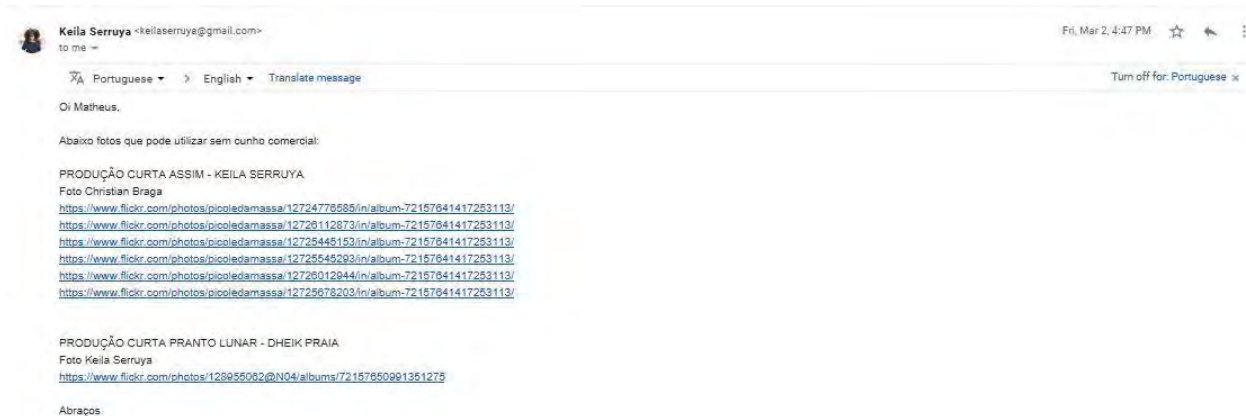 Keila Serruya <keilaserruya@gmail.com>
Fri, Mar 2, 4:47 PM
to me
Portuguese > English Translate message
Turn off for: Portuguese x
Oi Matheus,
Abaixo fotos que pode utilizar sem cunho comercial:
PRODUÇÃO CURTA ASSIM - KEILA SERRUYA
Foto Christian Braga
https://www.flickr.com/photos/picoledamassa/12724776585/in/album-72157641417253113/
https://www.flickr.com/photos/picoledamassa/12726112873/in/album-72157641417253113/
https://www.flickr.com/photos/picoledamassa/12725445153/in/album-72157641417253113/
https://www.flickr.com/photos/picoledamassa/12725545293/in/album-72157641417253113/
https://www.flickr.com/photos/picoledamassa/12726012944/in/album-72157641417253113/
https://www.flickr.com/photos/picoledamassa/12725678203/in/album-72157641417253113/
PRODUÇÃO CURTA PRANTO LUNAR - DHEIK PRAIA
Foto Keila Serruya
https://www.flickr.com/photos/128955062@N04/albums/72157650991351275
Abraços